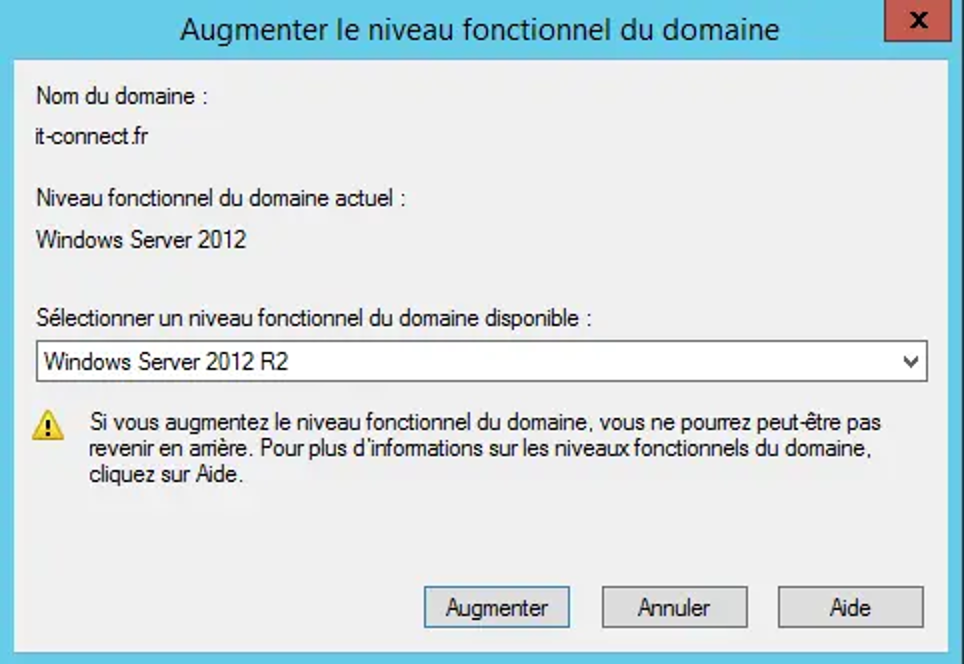 Augmenter le niveau fonctionnel du domaine
Nom du domaine :
it-connect.fr
Niveau fonctionnel du domaine actuel :
Windows Server 2012
Sélectionner un niveau fonctionnel du domaine disponible :
Windows Server 2012 R2
Si vous augmentez le niveau fonctionnel du domaine, vous ne pourrez peut-être pas
revenir en arrière. Pour plus d'informations sur les niveaux fonctionnels du domaine,
cliquez sur Aide.
Augmenter Annuler Aide